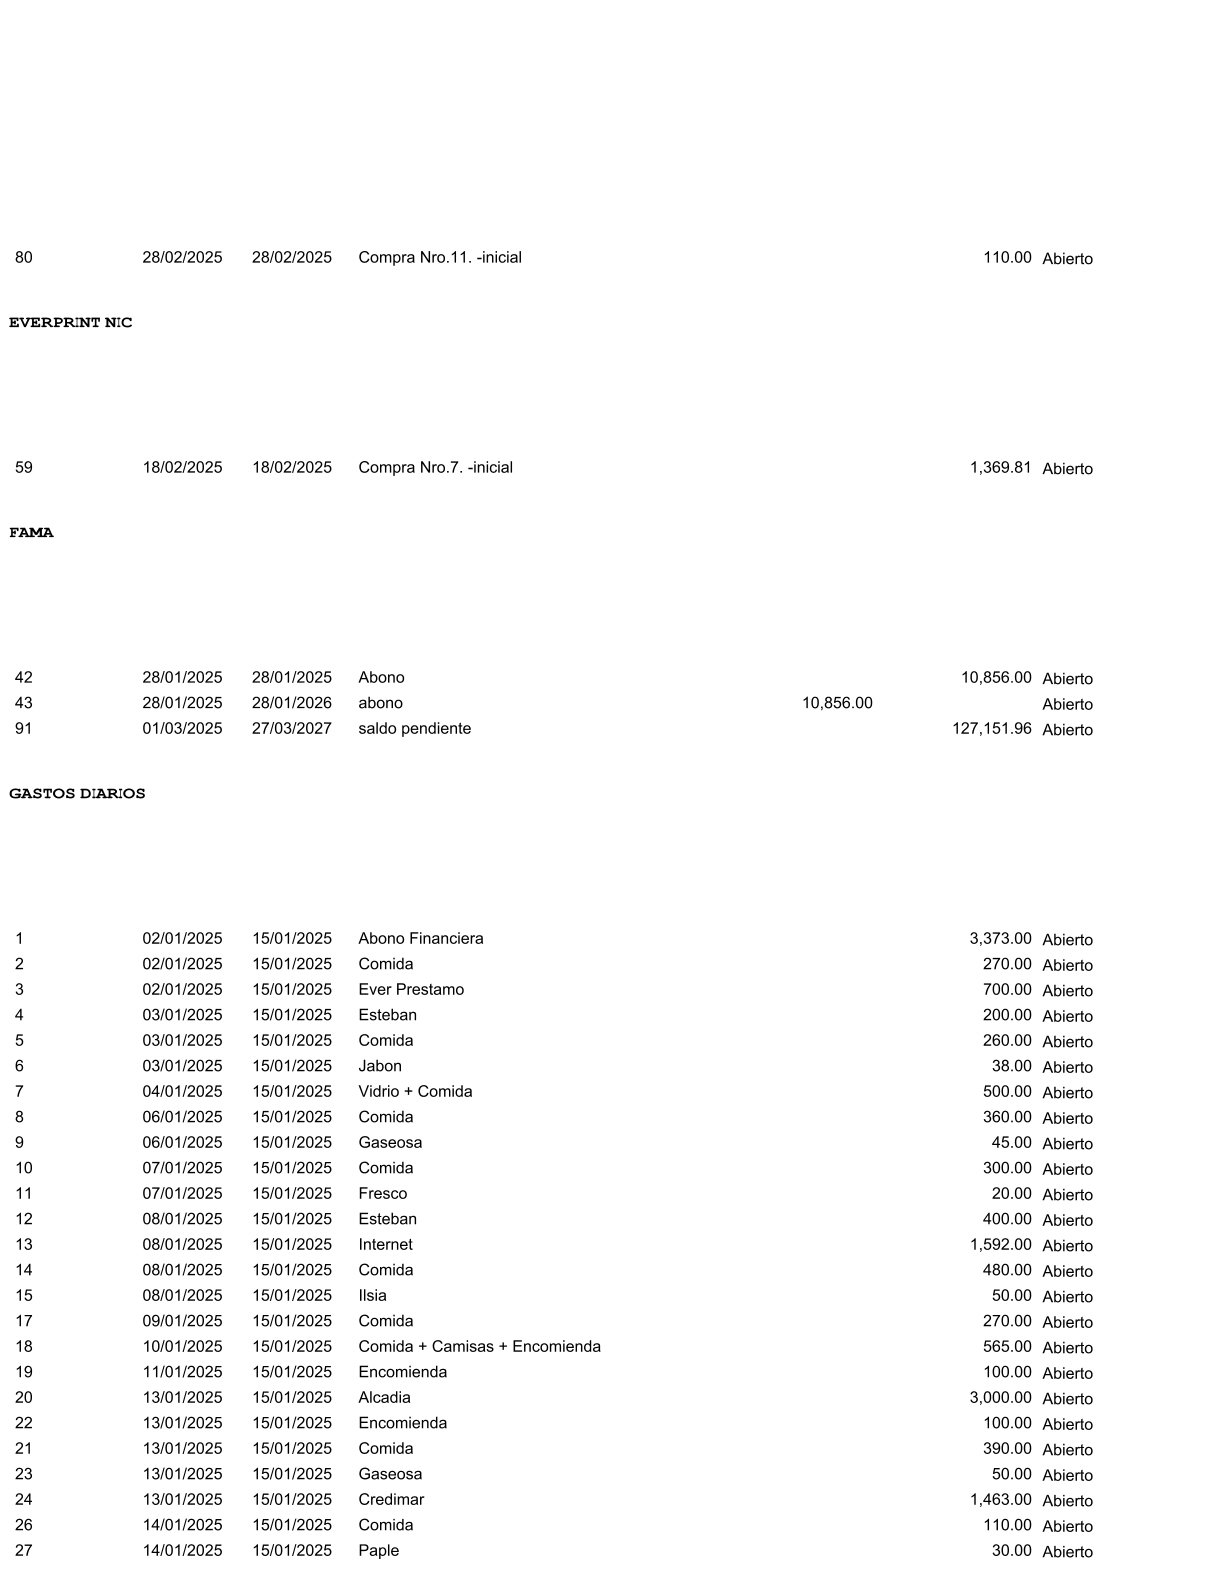 80 28/02/2025 28/02/2025 Compra Nro.11. -inicial 110.00 Abierto
EVERPRINT NIC
59 18/02/2025 18/02/2025 Compra Nro.7. -inicial 1,369.81 Abierto
FAMA
42 28/01/2025 28/01/2025 Abono 10,856.00 Abierto
43 28/01/2025 28/01/2026 abono 10,856.00 Abierto
91 01/03/2025 27/03/2027 saldo pendiente 127,151.96 Abierto
GASTOS DIARIOS
1 02/01/2025 15/01/2025 Abono Financiera 3,373.00 Abierto
2 02/01/2025 15/01/2025 Comida 270.00 Abierto
3 02/01/2025 15/01/2025 Ever Prestamo 700.00 Abierto
4 03/01/2025 15/01/2025 Esteban 200.00 Abierto
5 03/01/2025 15/01/2025 Comida 260.00 Abierto
6 03/01/2025 15/01/2025 Jabon 38.00 Abierto
7 04/01/2025 15/01/2025 Vidrio + Comida 500.00 Abierto
8 06/01/2025 15/01/2025 Comida 360.00 Abierto
9 06/01/2025 15/01/2025 Gaseosa 45.00 Abierto
10 07/01/2025 15/01/2025 Comida 300.00 Abierto
11 07/01/2025 15/01/2025 Fresco 20.00 Abierto
12 08/01/2025 15/01/2025 Esteban 400.00 Abierto
13 08/01/2025 15/01/2025 Internet 1,592.00 Abierto
14 08/01/2025 15/01/2025 Comida 480.00 Abierto
15 08/01/2025 15/01/2025 Ilsia 50.00 Abierto
17 09/01/2025 15/01/2025 Comida 270.00 Abierto
18 10/01/2025 15/01/2025 Comida + Camisas + Encomienda 565.00 Abierto
19 11/01/2025 15/01/2025 Encomienda 100.00 Abierto
20 13/01/2025 15/01/2025 Alcadia 3,000.00 Abierto
22 13/01/2025 15/01/2025 Encomienda 100.00 Abierto
21 13/01/2025 15/01/2025 Comida 390.00 Abierto
23 13/01/2025 15/01/2025 Gaseosa 50.00 Abierto
24 13/01/2025 15/01/2025 Credimar 1,463.00 Abierto
26 14/01/2025 15/01/2025 Comida 110.00 Abierto
27 14/01/2025 15/01/2025 Paple 30.00 Abierto